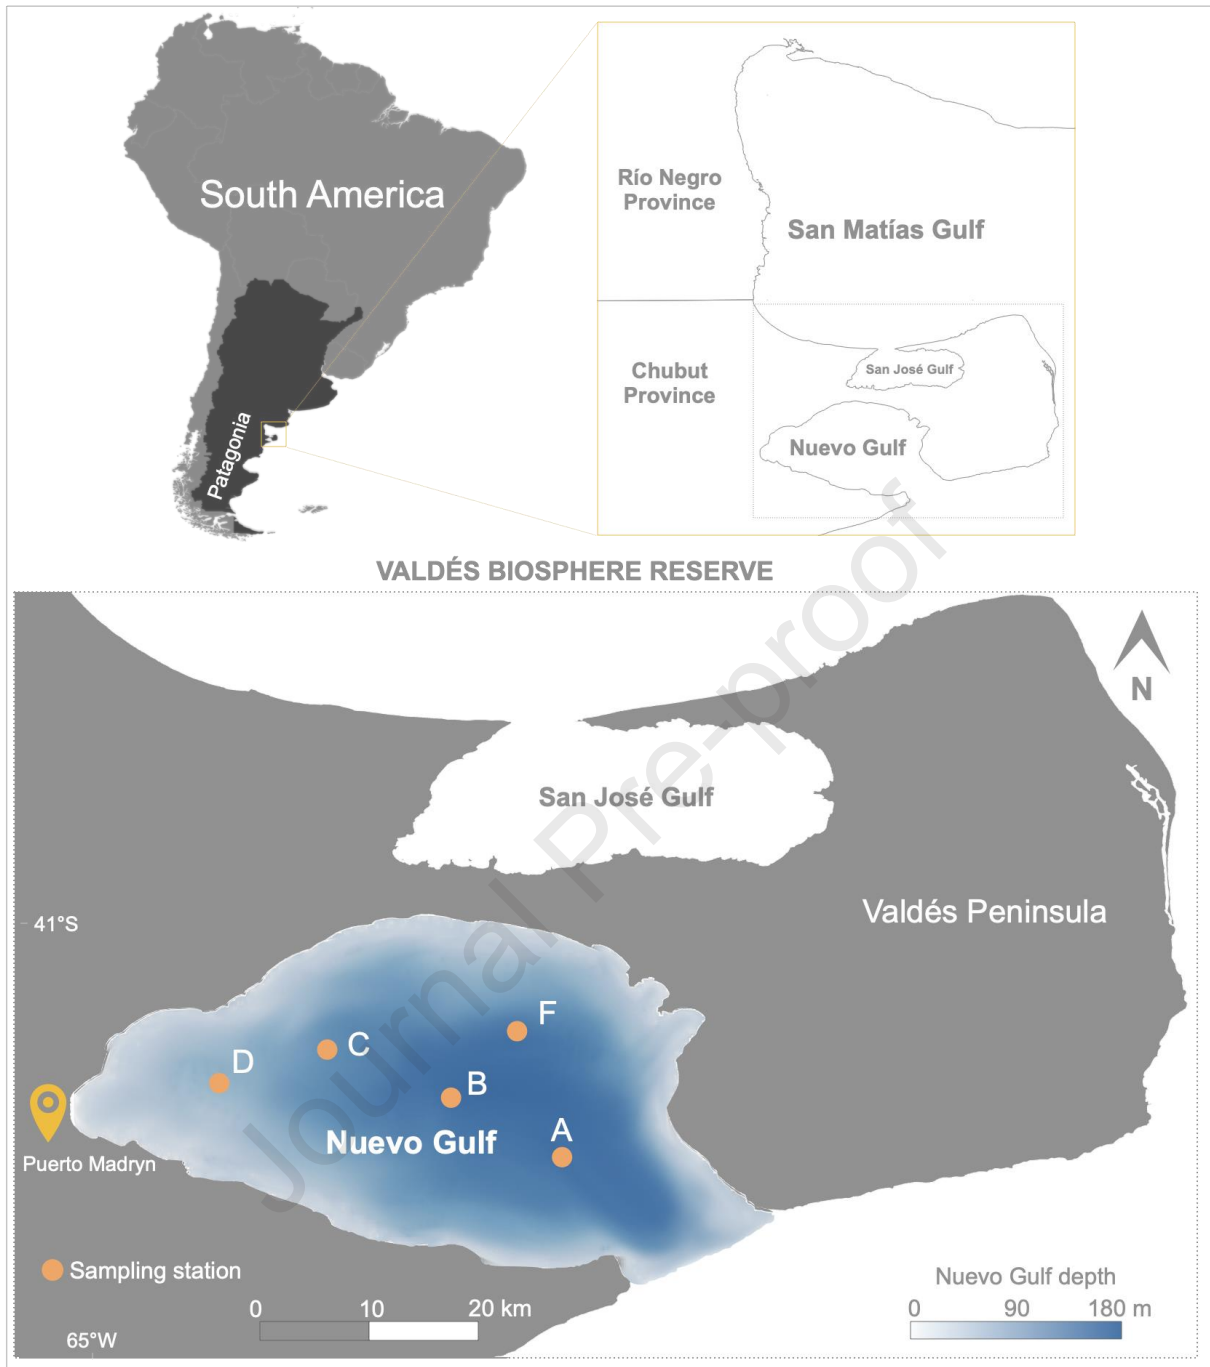 South America
Patagonia
Río Negro
Province
San Matías Gulf
Chubut
Province
San José Gulf
Nuevo Gulf
VALDÉS BIOSPHERE RESERVE
N
San José Gulf
Valdés Peninsula
41°S
F
C
D
B
A
Nuevo Gulf
Puerto Madryn
Sampling station
0 10 20 km
65°W
Nuevo Gulf depth
0 90 180 m
Journal Pre-proof